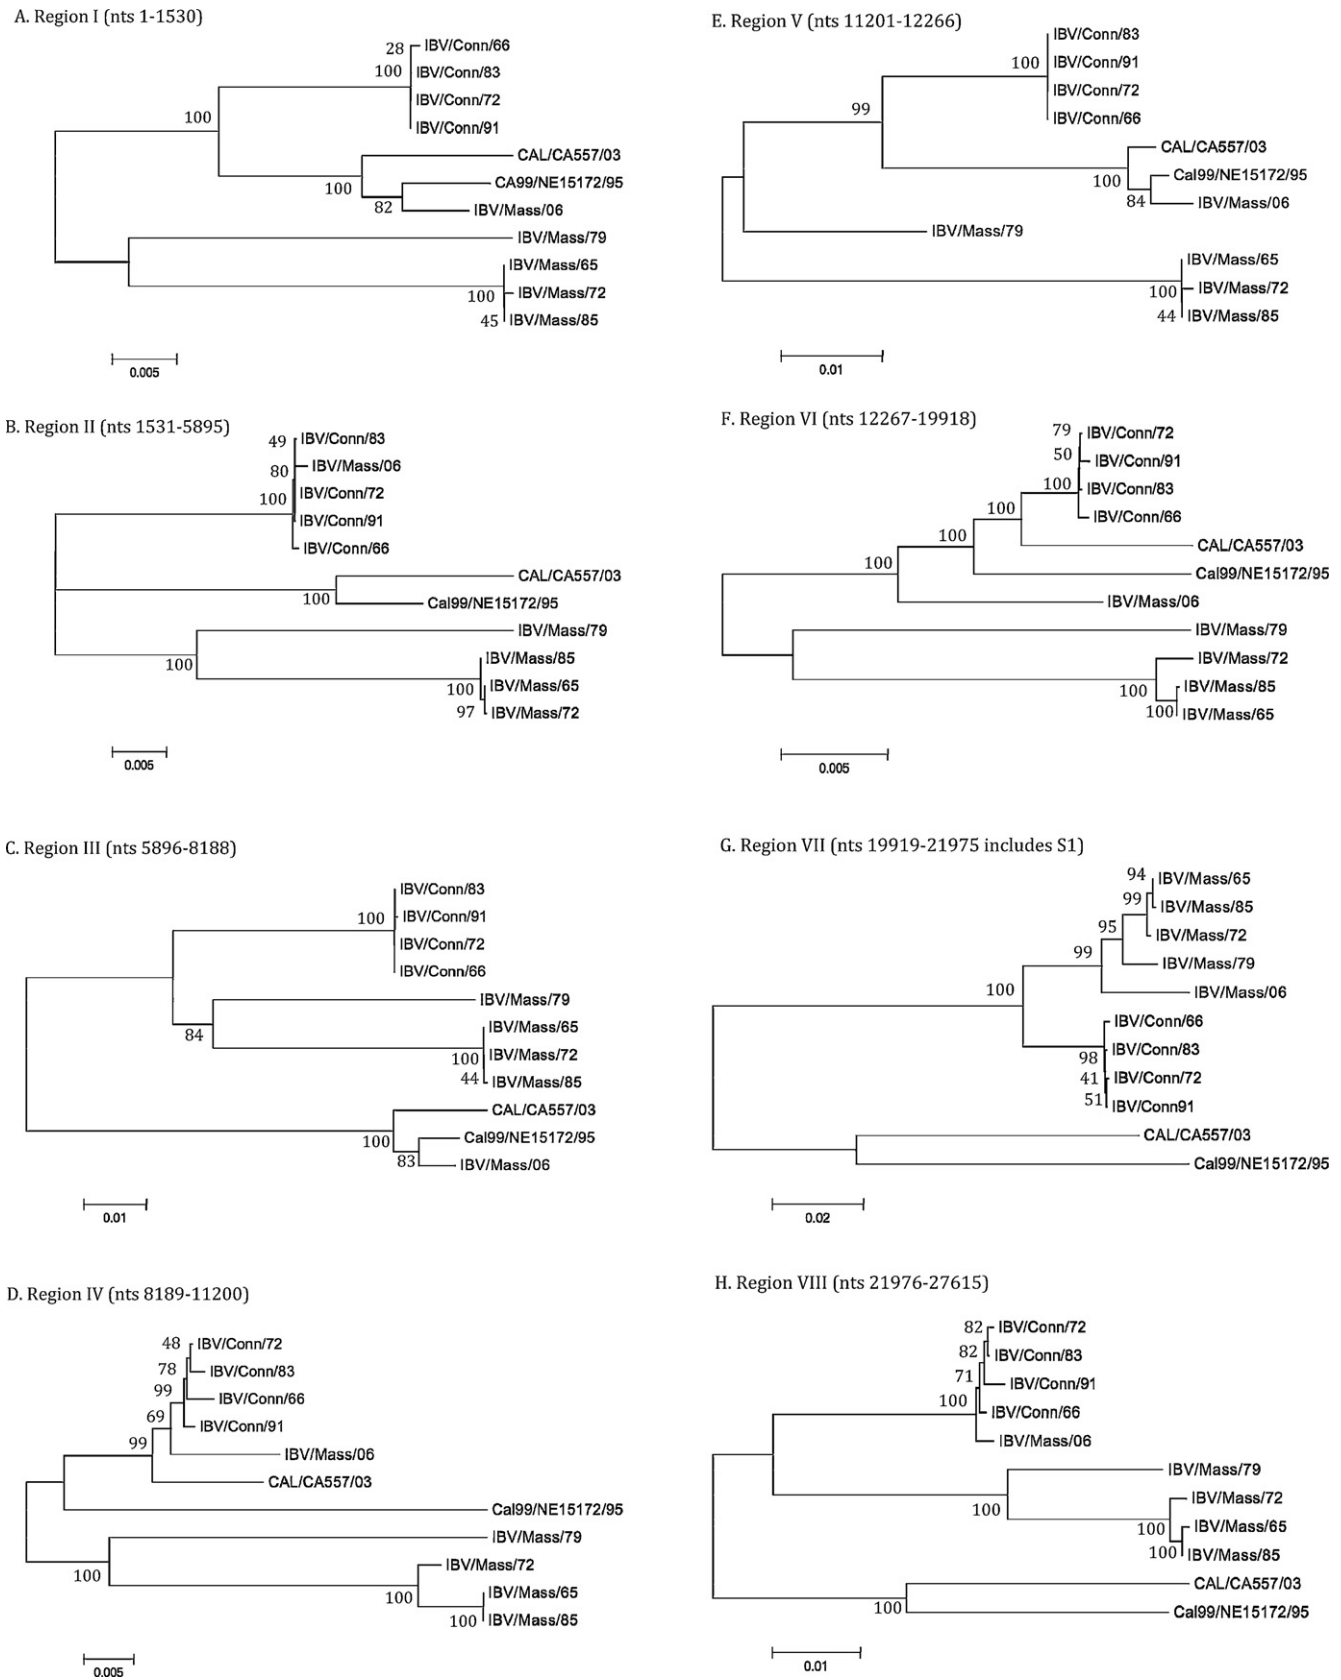 A. Region I (nts 1-1530)
28
IBV/Conn/66
100
IBV/Conn/83
IBV/Conn/72
100
IBV/Conn/91
CAL/CA557/03
100
CA99/NE15172/95
82
IBV/Mass/06
IBV/Mass/79
IBV/Mass/65
100
IBV/Mass/72
45
IBV/Mass/85
0.005
B. Region II (nts 1531-5895)
49
IBV/Conn/83
80
IBV/Mass/06
100
IBV/Conn/72
IBV/Conn/91
IBV/Conn/66
CAL/CA557/03
100
Cal99/NE15172/95
IBV/Mass/79
100
IBV/Mass/85
100
IBV/Mass/65
97
IBV/Mass/72
0.005
C. Region III (nts 5896-8188)
IBV/Conn/83
100
IBV/Conn/91
IBV/Conn/72
IBV/Conn/66
IBV/Mass/79
84
IBV/Mass/65
100
IBV/Mass/72
44
IBV/Mass/85
CAL/CA557/03
100
Cal99/NE15172/95
83
IBV/Mass/06
0.01
D. Region IV (nts 8189-11200)
48
IBV/Conn/72
78
IBV/Conn/83
99
IBV/Conn/66
69
IBV/Conn/91
99
IBV/Mass/06
CAL/CA557/03
Cal99/NE15172/95
IBV/Mass/79
100
IBV/Mass/72
100
IBV/Mass/65
100
IBV/Mass/85
0.005
E. Region V (nts 11201-12266)
IBV/Conn/83
100
IBV/Conn/91
IBV/Conn/72
99
IBV/Conn/66
CAL/CA557/03
100
Cal99/NE15172/95
84
IBV/Mass/06
IBV/Mass/79
IBV/Mass/65
100
IBV/Mass/72
44
IBV/Mass/85
0.01
F. Region VI (nts 12267-19918)
79
IBV/Conn/72
50
IBV/Conn/91
100
IBV/Conn/83
100
IBV/Conn/66
100
CAL/CA557/03
100
Cal99/NE15172/95
IBV/Mass/06
IBV/Mass/79
IBV/Mass/72
100
IBV/Mass/85
100
IBV/Mass/65
0.005
G. Region VII (nts 19919-21975 includes S1)
94
IBV/Mass/65
99
IBV/Mass/85
95
IBV/Mass/72
99
IBV/Mass/79
100
IBV/Mass/06
IBV/Conn/66
98
IBV/Conn/83
41
IBV/Conn/72
51
IBV/Conn91
CAL/CA557/03
Cal99/NE15172/95
0.02
H. Region VIII (nts 21976-27615)
82
IBV/Conn/72
82
IBV/Conn/83
71
IBV/Conn/91
100
IBV/Conn/66
IBV/Mass/06
IBV/Mass/79
100
IBV/Mass/72
100
IBV/Mass/65
100
IBV/Mass/85
CAL/CA557/03
100
Cal99/NE15172/95
0.01